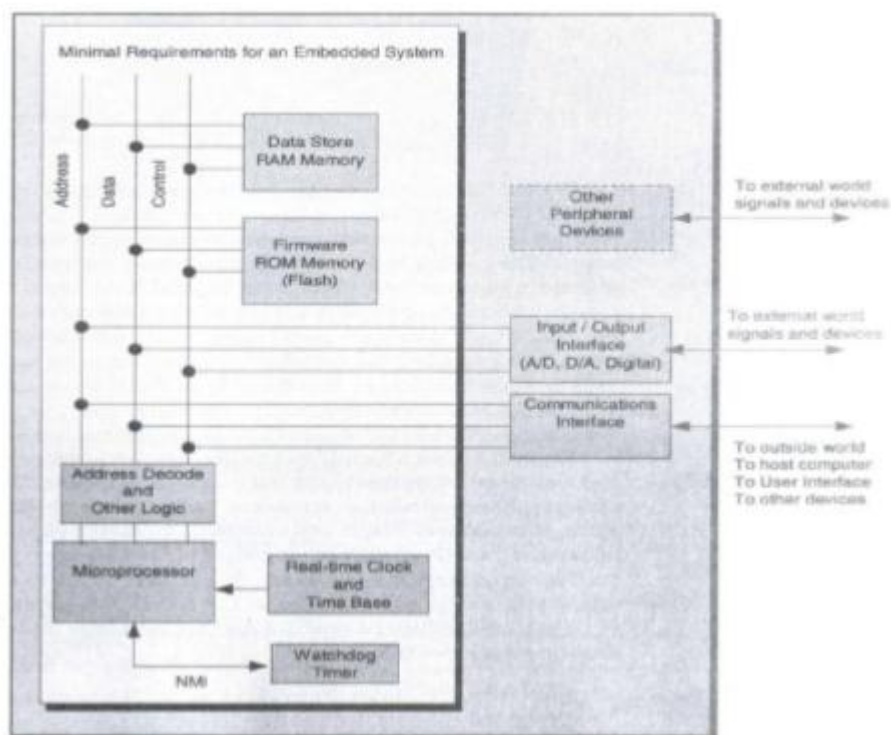 Minimal Requirements for an Embedded System
Address
Data
Control
Data Store
RAM Memory
Firmware
ROM Memory
(Flash)
Other
Peripheral
Devices
To external world
signals and devices
Input / Output
Interface
(A/D, D/A, Digital)
To external world
signals and devices
Communications
Interface
To outside world
To host computer
To User Interface
To other devices
Address Decode
and
Other Logic
Microprocessor
Real-time Clock
and
Time Base
NMI
Watchdog
Timer